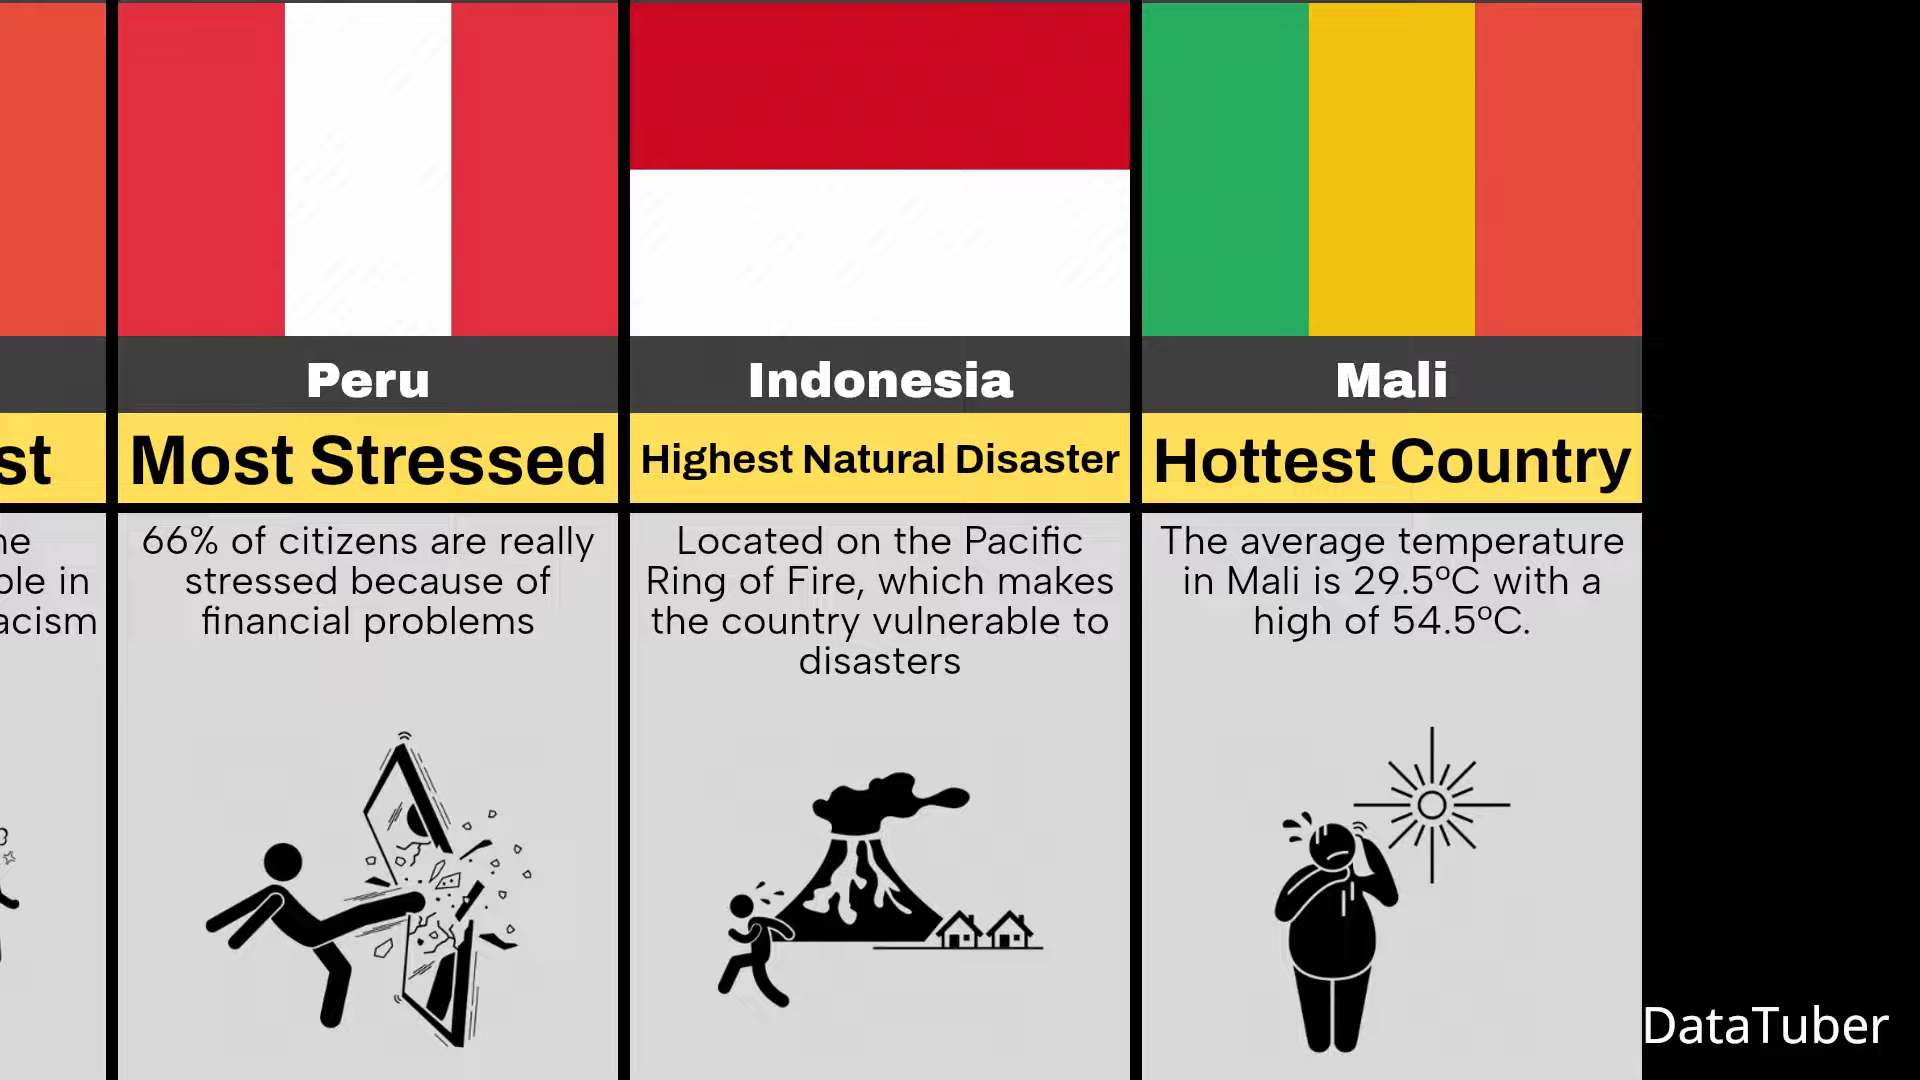 Peru
Most Stressed
66% of citizens are really
stressed because of
financial problems
Indonesia
Highest Natural Disaster
Located on the Pacific
Ring of Fire, which makes
the country vulnerable to
disasters
Mali
Hottest Country
The average temperature
in Mali is 29.5ºC with a
high of 54.5ºC.
DataTuber